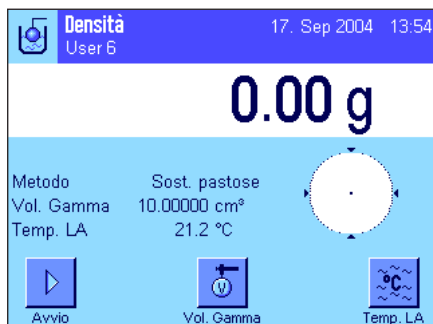 Densità 17. Sep 2004 13:54
User 6
0.00 g
Metodo Sost. pastose
Vol. Gamma 10.00000 cm³
Temp. LA 21.2 °C
V °C
Avvio Vol. Gamma Temp. LA